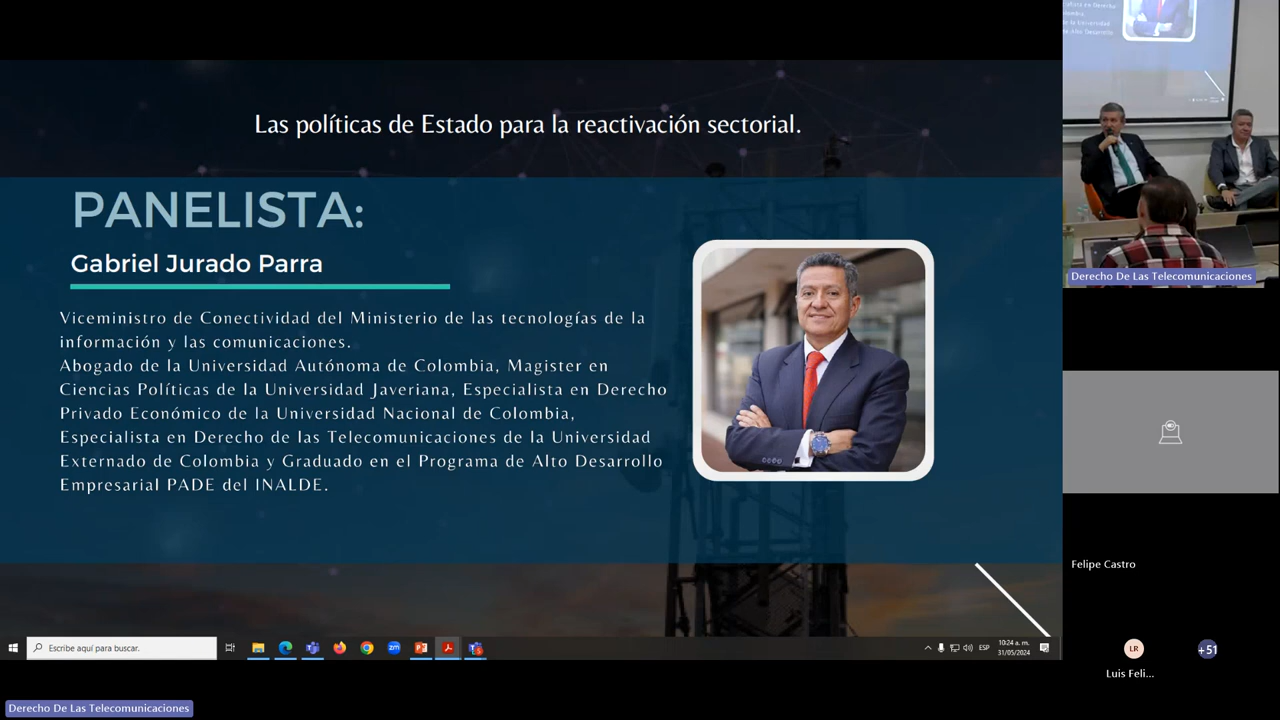 Las políticas de Estado para la reactivación sectorial.
PANELISTA:
Gabriel Jurado Parra
Viceministro de Conectividad del Ministerio de las tecnologías de la
información y las comunicaciones.
Abogado de la Universidad Autónoma de Colombia, Magister en
Ciencias Políticas de la Universidad Javeriana, Especialista en Derecho
Privado Económico de la Universidad Nacional de Colombia,
Especialista en Derecho de las Telecomunicaciones de la Universidad
Externado de Colombia y Graduado en el Programa de Alto Desarrollo
Empresarial PADE del INALDE.
Escribe aquí para buscar.
zm
ESP
10:24 a. m.
31/05/2024
Derecho De Las Telecomunicaciones
Derecho De Las Telecomunicaciones
Felipe Castro
LR
+51
Luis Feli...